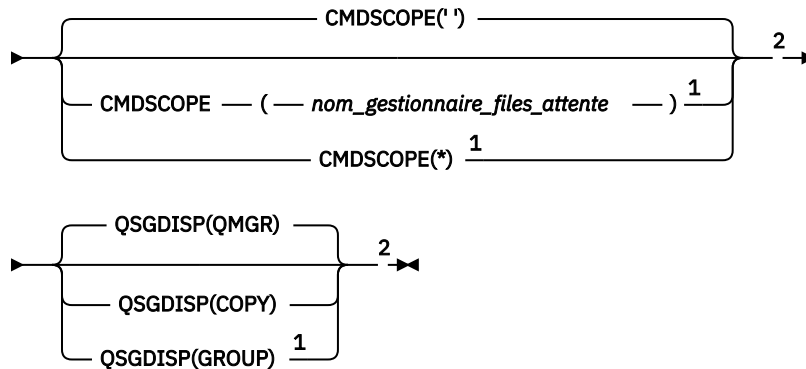 CMDSCOPE(' ')
2
CMDSCOPE ( nom_gestionnaire_files_attente ) 1
CMDSCOPE(*) 1
QSGDISP(QMGR)
2
QSGDISP(COPY)
QSGDISP(GROUP) 1